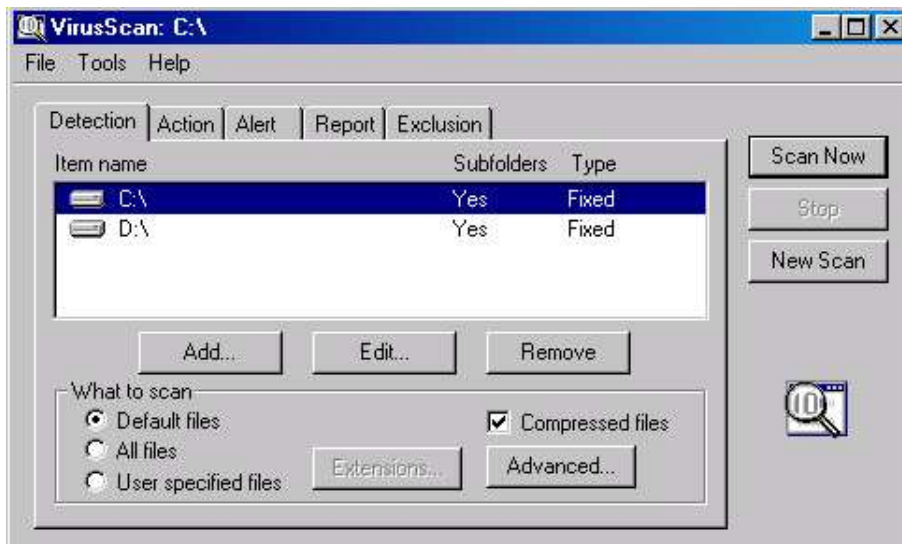 VirusScan: C:\
File Tools Help
Detection Action Alert Report Exclusion
Item name Subfolders Type
C:\ Yes Fixed
D:\ Yes Fixed
Scan Now
Stop
New Scan
Add... Edit... Remove
What to scan
Default files
All files
User specified files
Extensions...
Compressed files
Advanced...